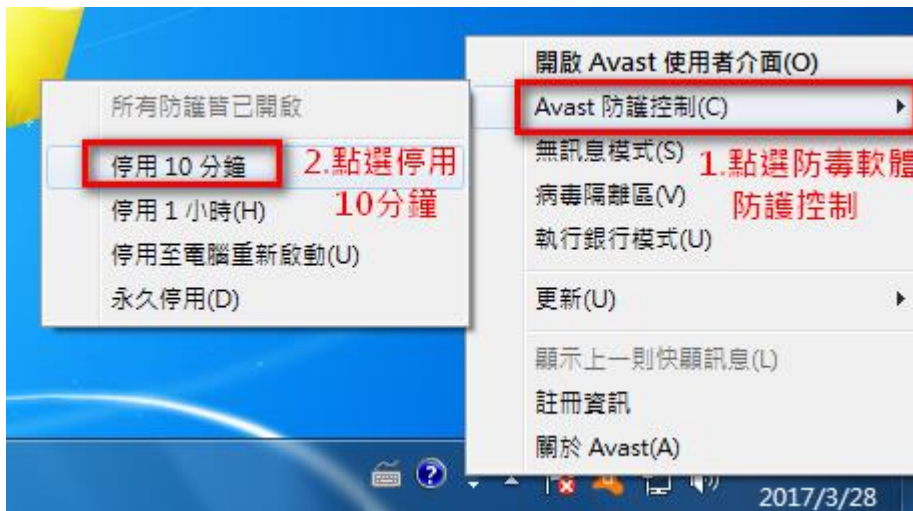 開啟 Avast 使用者介面(O)
Avast 防護控制(C)
無訊息模式(S)
病毒隔離區(V)
執行銀行模式(U)
更新(U)
顯示上一則快顯訊息(L)
註冊資訊
關於 Avast(A)
1.點選防毒軟體
防護控制
所有防護皆已開啟
停用 10 分鐘
停用 1 小時(H)
停用至電腦重新啟動(U)
永久停用(D)
2.點選停用
10分鐘
2017/3/28